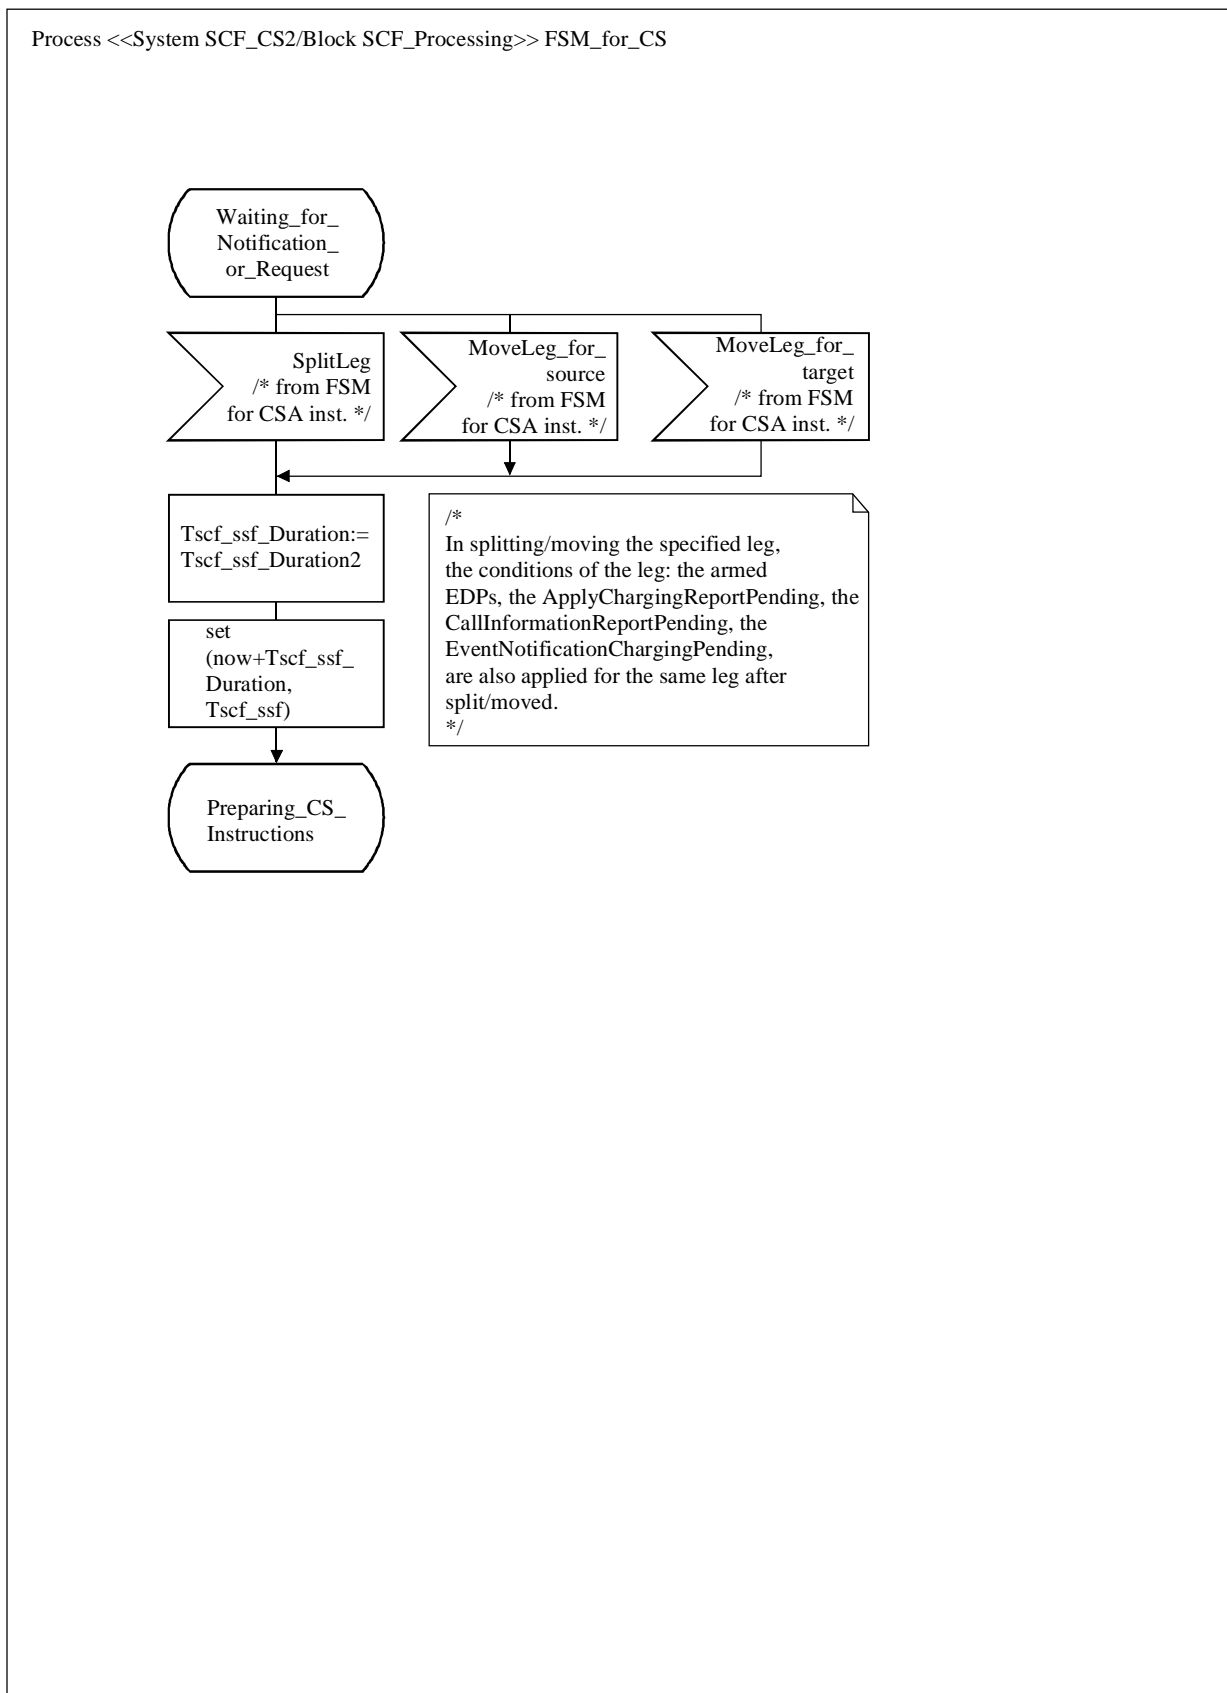 Process <<System SCF_CS2/Block SCF_Processing>> FSM_for_CS
Waiting_for_
Notification_
or_Request
SplitLeg
/* from FSM
for CSA inst. */
MoveLeg_for_
source
/* from FSM
for CSA inst. */
MoveLeg_for_
target
/* from FSM
for CSA inst. */
Tscf_ssf_Duration:=
Tscf_ssf_Duration2
/*
In splitting/moving the specified leg,
the conditions of the leg: the armed
EDPs, the ApplyChargingReportPending, the
CallInformationReportPending, the
EventNotificationChargingPending,
are also applied for the same leg after
split/moved.
*/
set
(now+Tscf_ssf_
Duration,
Tscf_ssf)
Preparing_CS_
Instructions